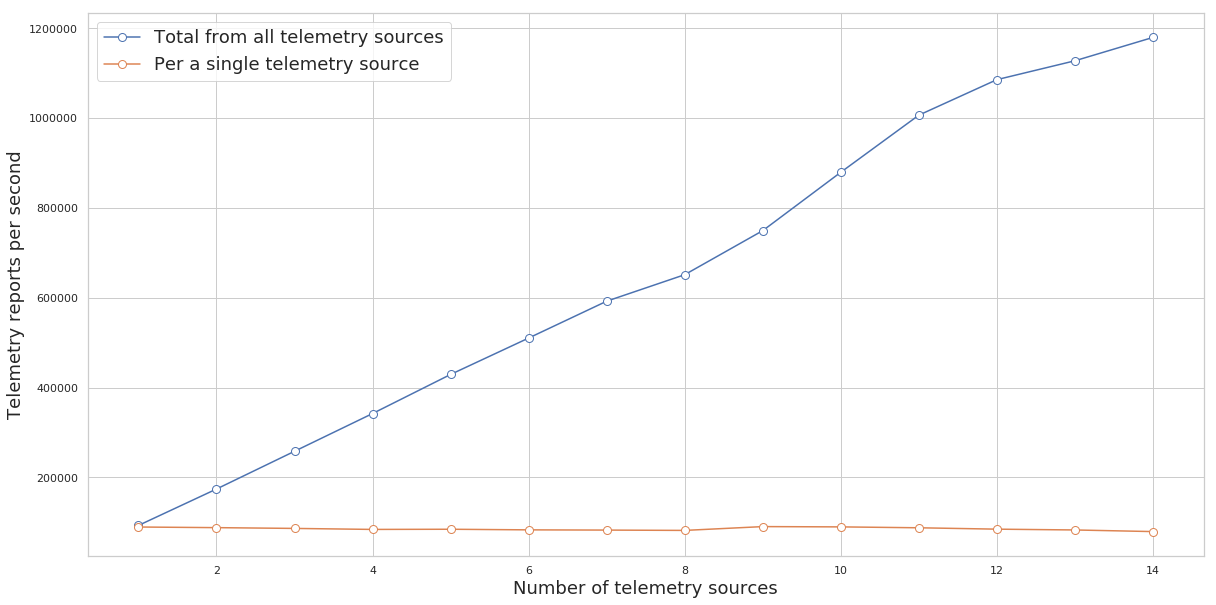 Total from all telemetry sources
Per a single telemetry source
Telemetry reports per second
1200000
1000000
800000
600000
400000
200000
2 4 6 8 10 12 14
Number of telemetry sources